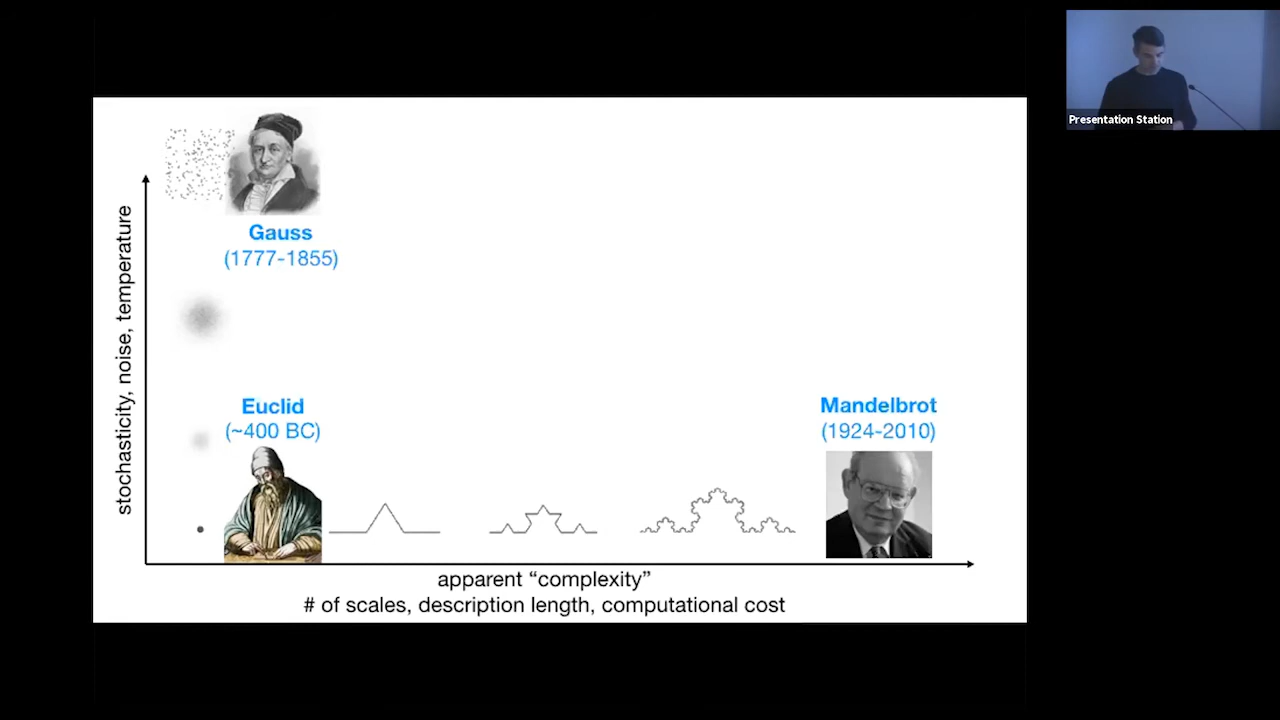 Presentation Station
Gauss
(1777-1855)
stochasticity, noise, temperature
Euclid
(~400 BC)
Mandelbrot
(1924-2010)
apparent “complexity”
# of scales, description length, computational cost